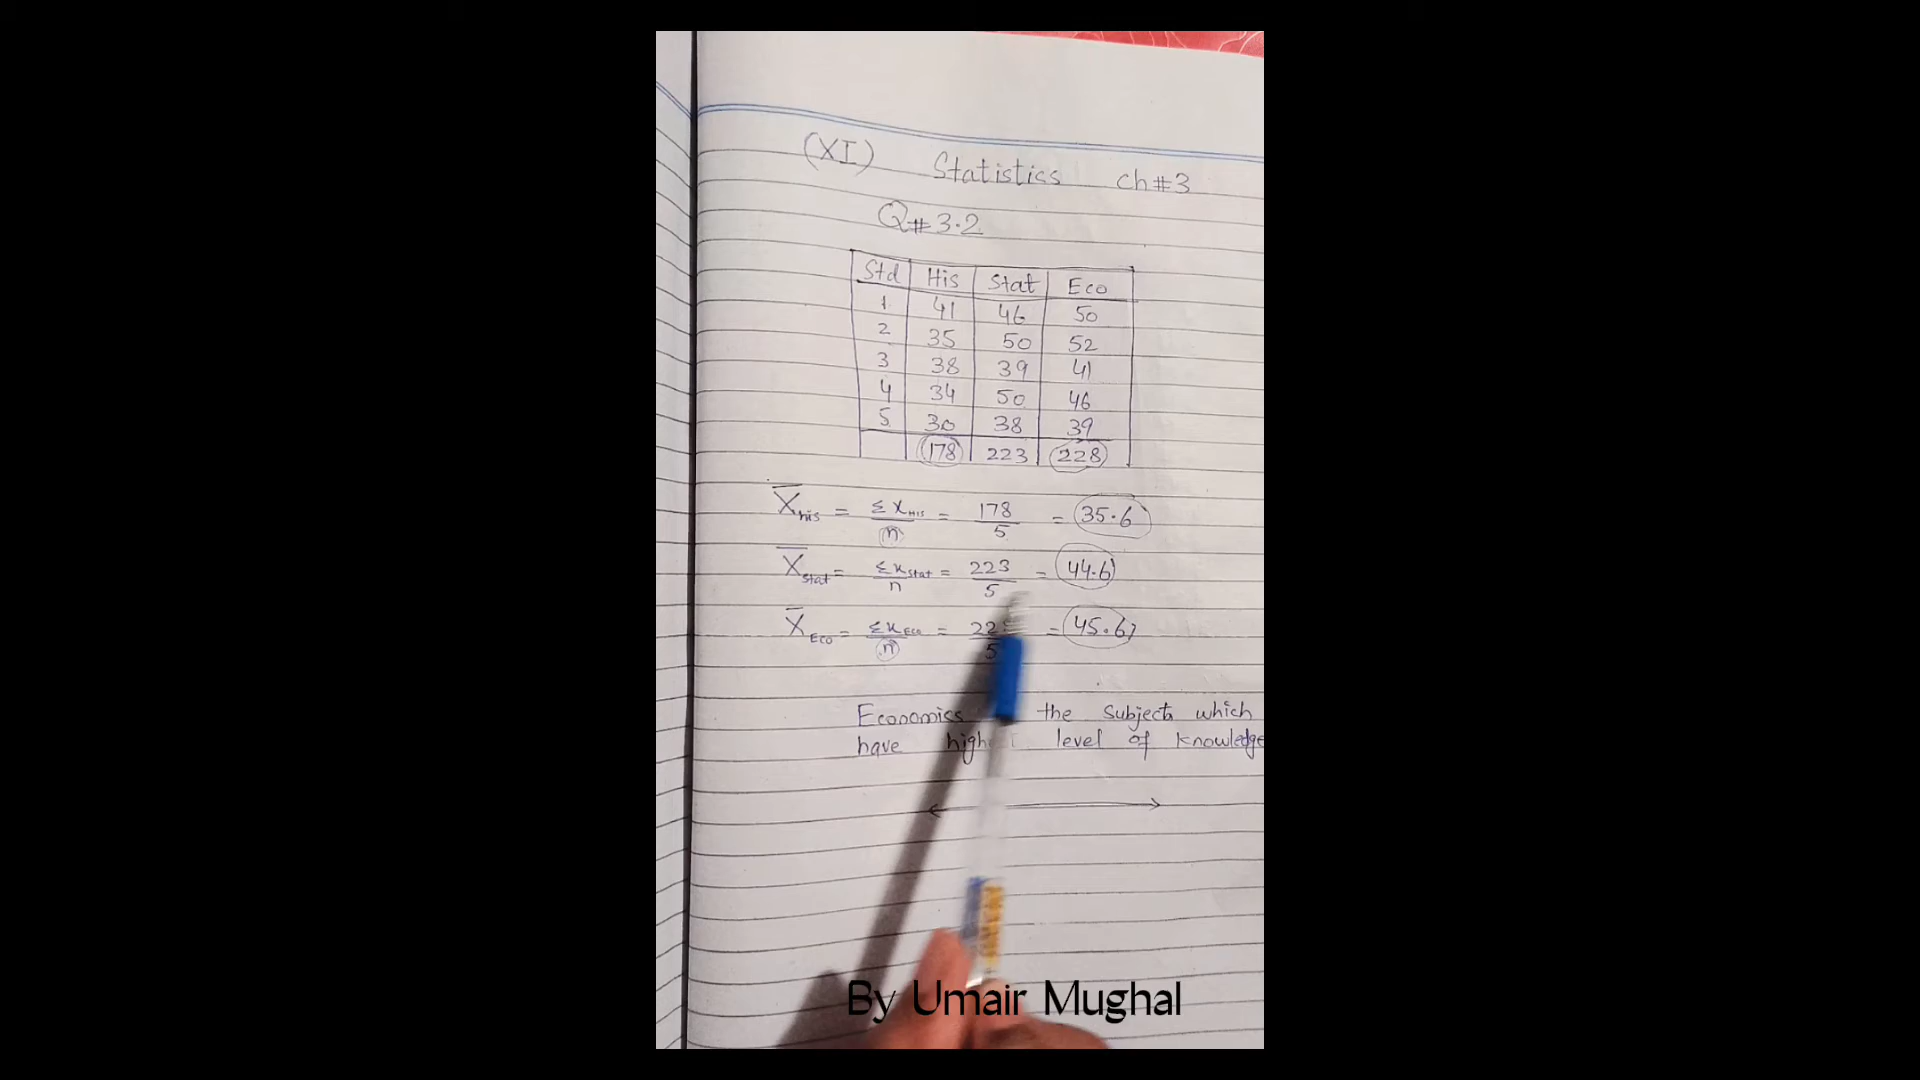 (XI) Statistics ch#3
Q#3.2
Std His Stat Eco
1 41 46 50
2 35 50 52
3 38 39 41
4 34 50 46
5 30 38 39
178 223 228
X̅His = ΣXHIS/n = 178/5 = 35.6
X̅Stat = Σxstat/n = 223/5 = 44.6
X̅Eco = ΣxEco/n = 22 /5 = 45.6
Economics the Subject which
have level of knowledge
By Umair Mughal